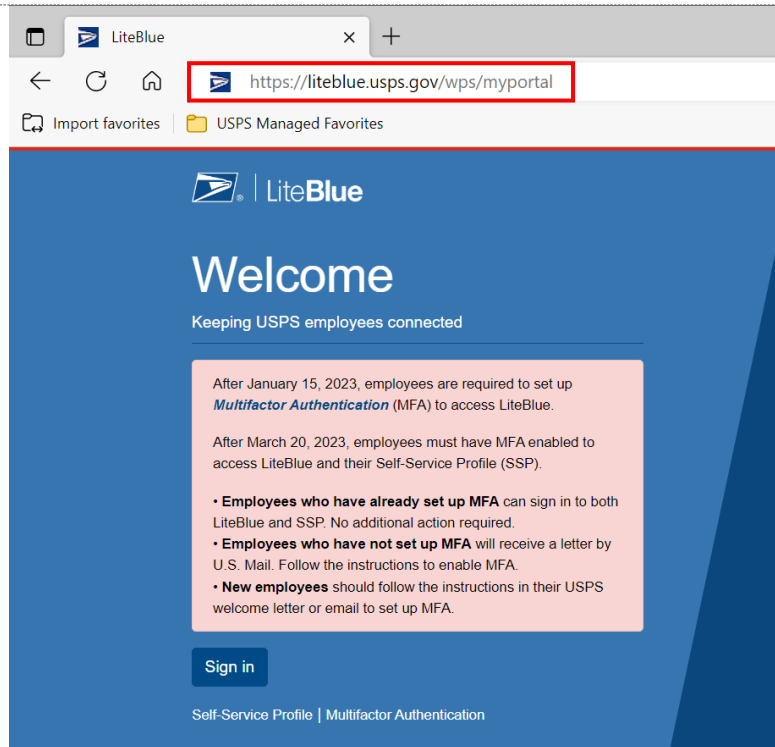 LiteBlue
https://liteblue.usps.gov/wps/myportal
Import favorites
USPS Managed Favorites
® LiteBlue
Welcome
Keeping USPS employees connected
After January 15, 2023, employees are required to set up
Multifactor Authentication (MFA) to access LiteBlue.
After March 20, 2023, employees must have MFA enabled to
access LiteBlue and their Self-Service Profile (SSP).
• Employees who have already set up MFA can sign in to both
LiteBlue and SSP. No additional action required.
• Employees who have not set up MFA will receive a letter by
U.S. Mail. Follow the instructions to enable MFA.
• New employees should follow the instructions in their USPS
welcome letter or email to set up MFA.
Sign in
Self-Service Profile | Multifactor Authentication